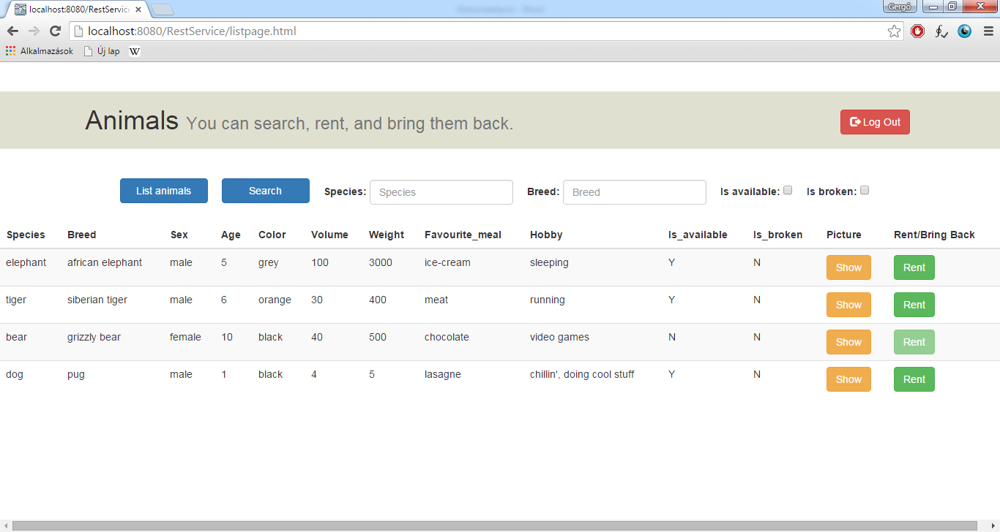 localhost:8080/RestService
Gergő
localhost:8080/RestService/listpage.html
Alkalmazások Új lap W
Animals You can search, rent, and bring them back.
Log Out
List animals Search Species: Species Breed: Breed Is available: Is broken:
Species Breed Sex Age Color Volume Weight Favourite_meal Hobby Is_available Is_broken Picture Rent/Bring Back
elephant african elephant male 5 grey 100 3000 ice-cream sleeping Y N Show Rent
tiger siberian tiger male 6 orange 30 400 meat running Y N Show Rent
bear grizzly bear female 10 black 40 500 chocolate video games N N Show Rent
dog pug male 1 black 4 5 lasagne chillin', doing cool stuff Y N Show Rent